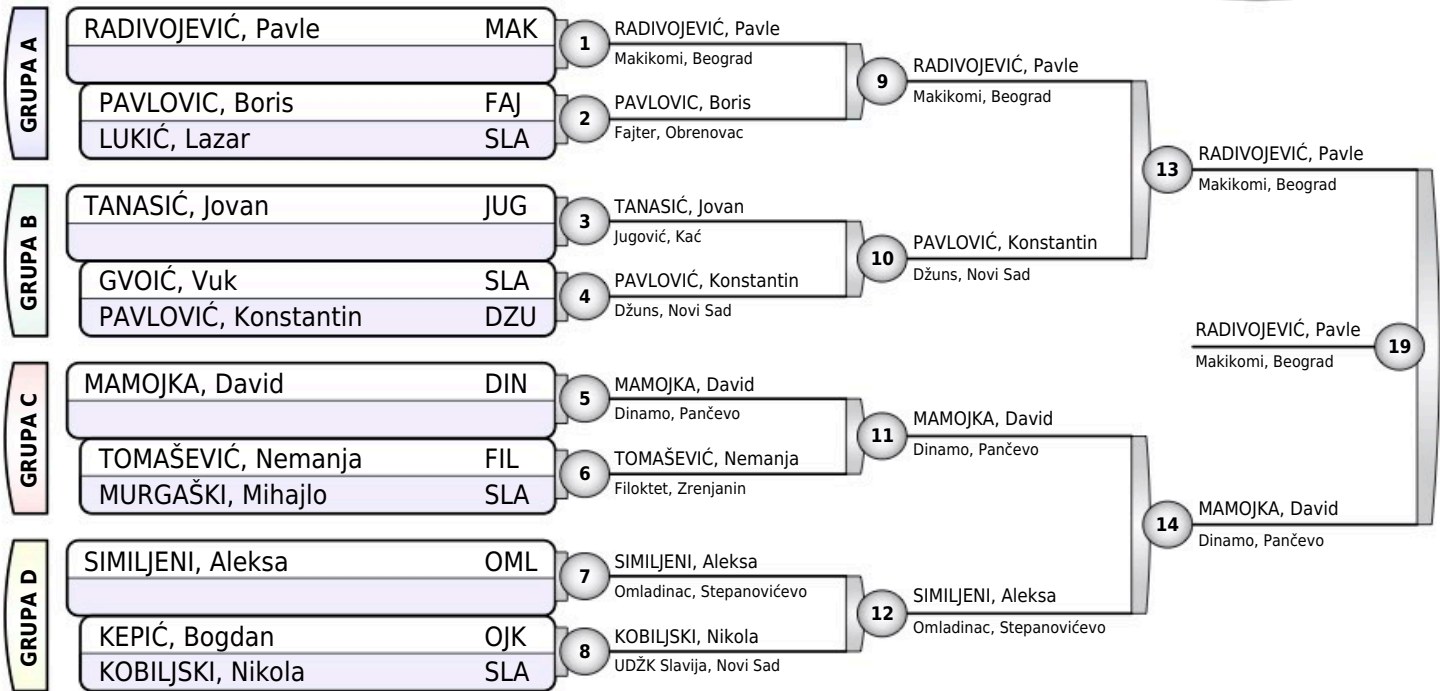 GRUPA A
RADIVOJEVIĆ, Pavle MAK
PAVLOVIC, Boris FAJ
LUKIĆ, Lazar SLA
GRUPA B
TANASIĆ, Jovan JUG
GVOIĆ, Vuk SLA
PAVLOVIĆ, Konstantin DZU
GRUPA C
MAMOJKA, David DIN
TOMAŠEVIĆ, Nemanja FIL
MURGAŠKI, Mihajlo SLA
GRUPA D
SIMILJENI, Aleksa OML
KEPIĆ, Bogdan OJK
KOBILJSKI, Nikola SLA
1
RADIVOJEVIĆ, Pavle
Makikomi, Beograd
2
PAVLOVIC, Boris
Fajter, Obrenovac
3
TANASIĆ, Jovan
Jugović, Kać
4
PAVLOVIĆ, Konstantin
Džuns, Novi Sad
5
MAMOJKA, David
Dinamo, Pančevo
6
TOMAŠEVIĆ, Nemanja
Filoktet, Zrenjanin
7
SIMILJENI, Aleksa
Omladinac, Stepanovićevo
8
KOBILJSKI, Nikola
UDŽK Slavija, Novi Sad
9
RADIVOJEVIĆ, Pavle
Makikomi, Beograd
10
PAVLOVIĆ, Konstantin
Džuns, Novi Sad
11
MAMOJKA, David
Dinamo, Pančevo
12
SIMILJENI, Aleksa
Omladinac, Stepanovićevo
13
RADIVOJEVIĆ, Pavle
Makikomi, Beograd
14
MAMOJKA, David
Dinamo, Pančevo
RADIVOJEVIĆ, Pavle
Makikomi, Beograd
19